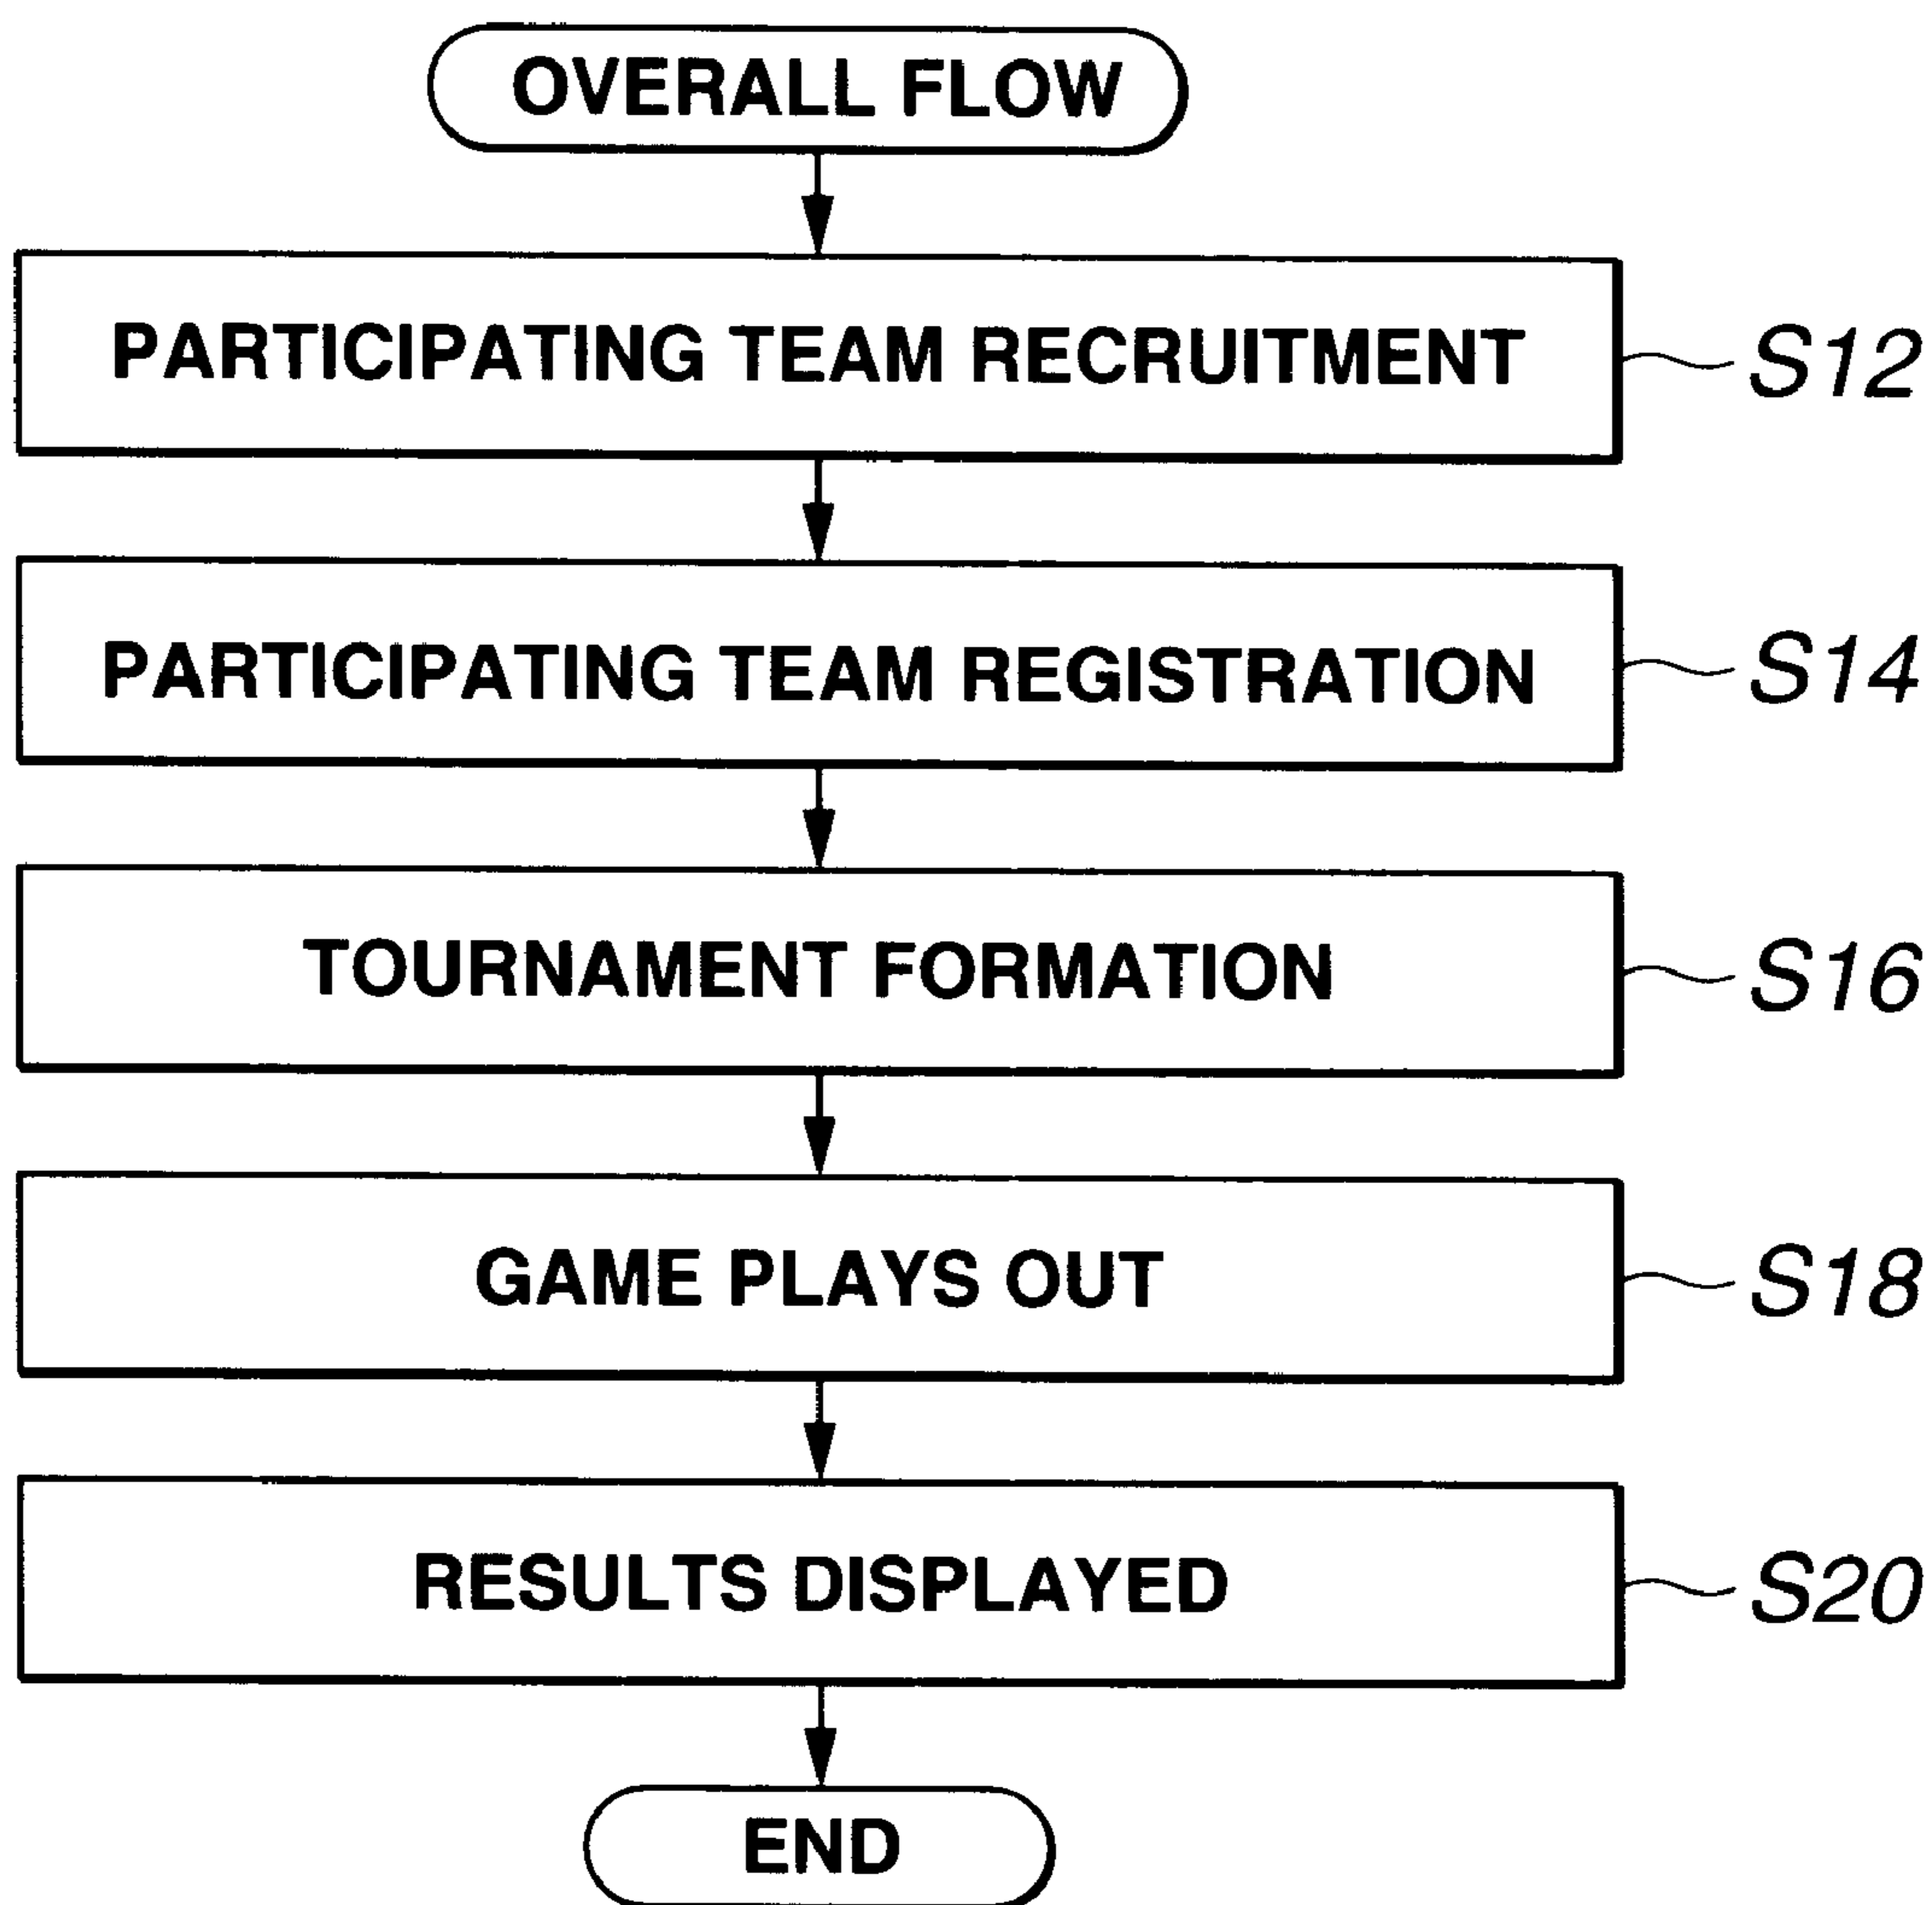 OVERALL FLOW
PARTICIPATING TEAM RECRUITMENT
S12
PARTICIPATING TEAM REGISTRATION
S14
TOURNAMENT FORMATION
S16
GAME PLAYS OUT
S18
RESULTS DISPLAYED
S20
END